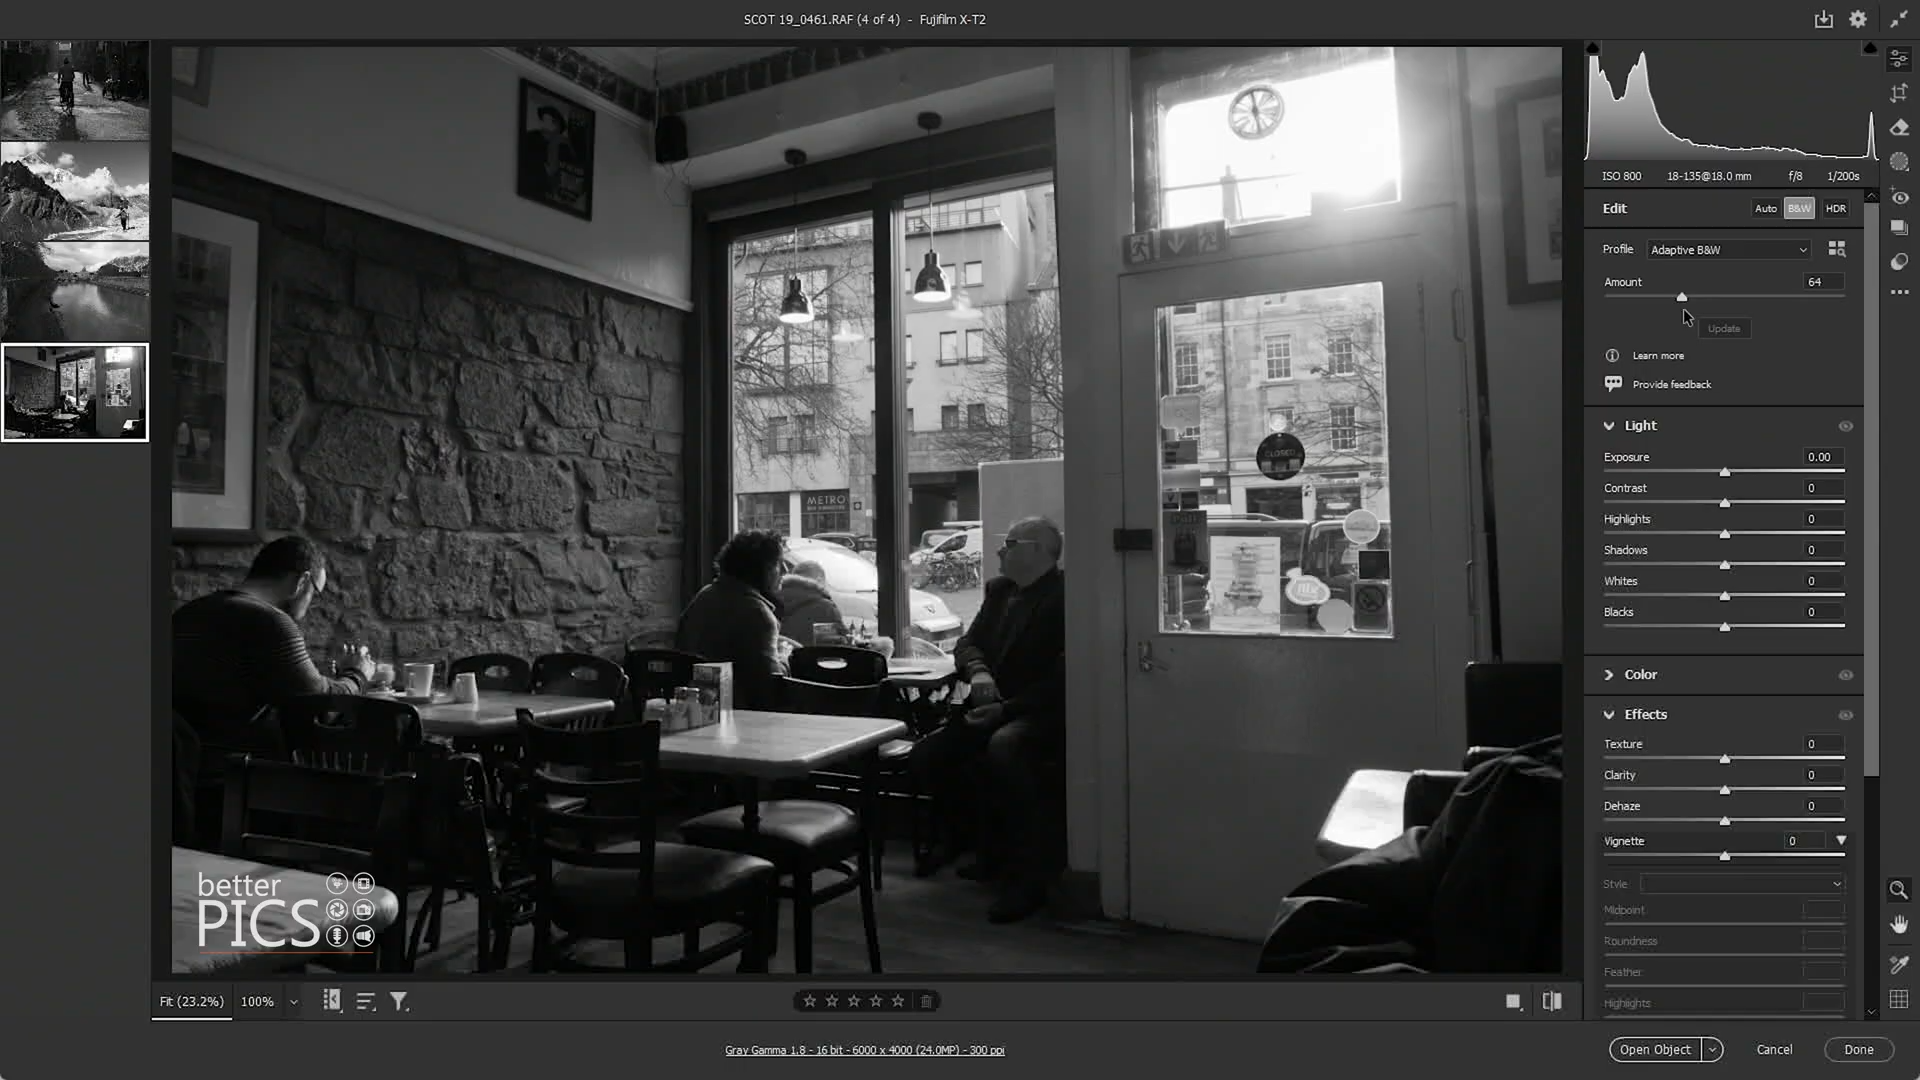 SCOT 19_0461.RAF (4 of 4) - Fujifilm X-T2
ISO 800 18-135@18.0 mm f/8 1/200s
Edit Auto B&W HDR
Profile Adaptive B&W
Amount 64
Update
Learn more
Provide feedback
Light
Exposure 0.00
Contrast 0
Highlights 0
Shadows 0
Whites 0
Blacks 0
Color
Effects
Texture 0
Clarity 0
Dehaze 0
Vignette 0
Style
Midpoint
Roundness
Feather
Highlights
METRO
CLOSED
better
PICS
Fit (23.2%) 100%
Gray Gamma 1.8 - 16 bit - 6000 x 4000 (24.0MP) - 300 ppi
Open Object Cancel Done